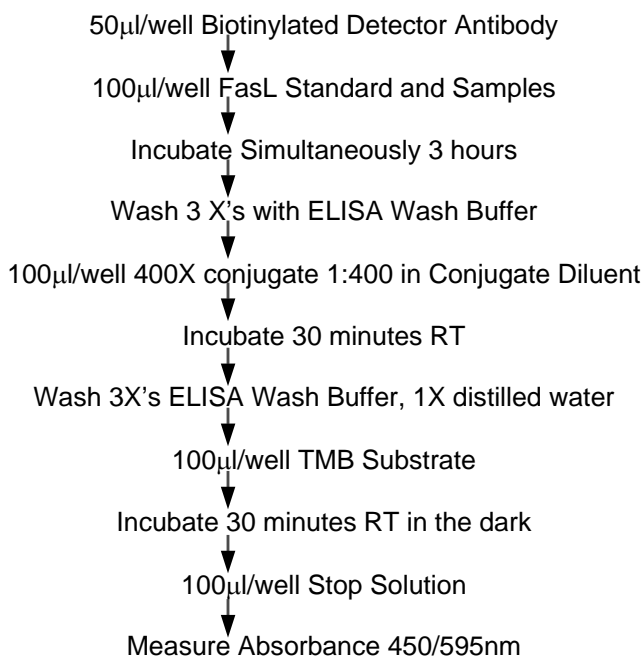 50μl/well Biotinylated Detector Antibody
100μl/well FasL Standard and Samples
Incubate Simultaneously 3 hours
Wash 3 X's with ELISA Wash Buffer
100μl/well 400X conjugate 1:400 in Conjugate Diluent
Incubate 30 minutes RT
Wash 3X's ELISA Wash Buffer, 1X distilled water
100μl/well TMB Substrate
Incubate 30 minutes RT in the dark
100μl/well Stop Solution
Measure Absorbance 450/595nm